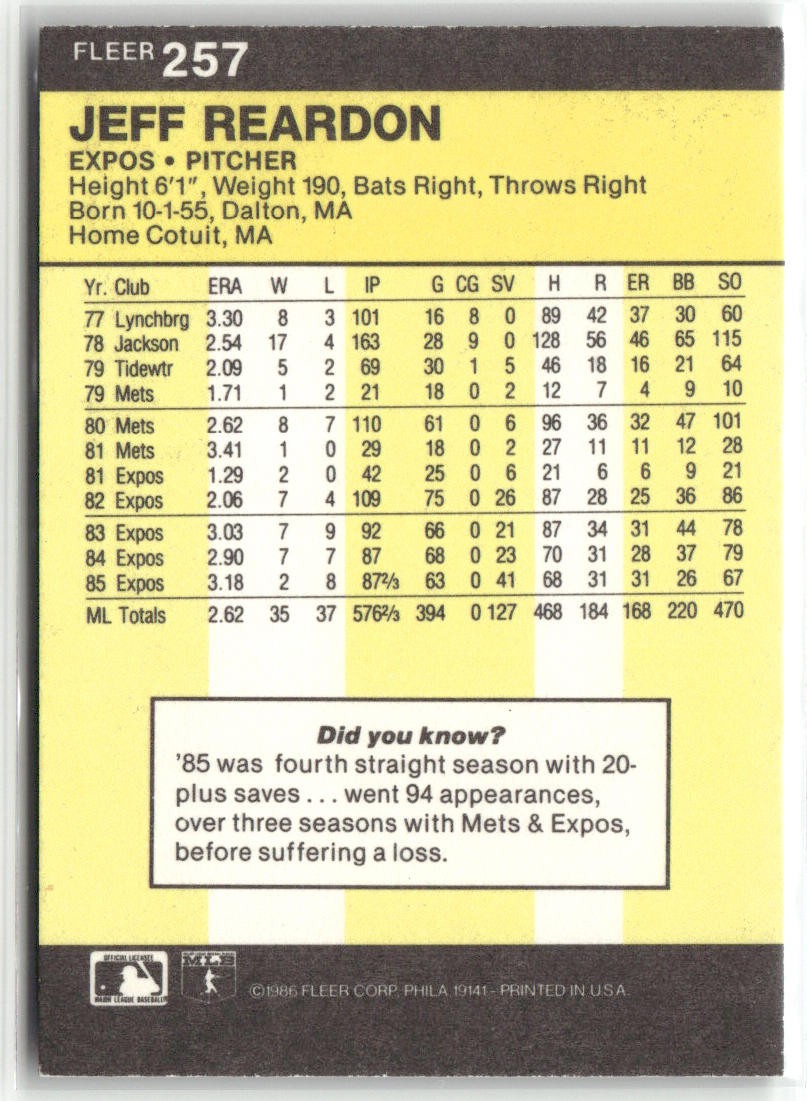 FLEER 257
JEFF REARDON
EXPOS • PITCHER
Height 6'1", Weight 190, Bats Right, Throws Right
Born 10-1-55, Dalton, MA
Home Cotuit, MA
Yr. Club ERA W L IP G CG SV H R ER BB SO
77 Lynchbrg 3.30 8 3 101 16 8 0 89 42 37 30 60
78 Jackson 2.54 17 4 163 28 9 0 128 56 46 65 115
79 Tidewtr 2.09 5 2 69 30 1 5 46 18 16 21 64
79 Mets 1.71 1 2 21 18 0 2 12 7 4 9 10
80 Mets 2.62 8 7 110 61 0 6 96 36 32 47 101
81 Mets 3.41 1 0 29 18 0 2 27 11 11 12 28
81 Expos 1.29 2 0 42 25 0 6 21 6 6 9 21
82 Expos 2.06 7 4 109 75 0 26 87 28 25 36 86
83 Expos 3.03 7 9 92 66 0 21 87 34 31 44 78
84 Expos 2.90 7 7 87 68 0 23 70 31 28 37 79
85 Expos 3.18 2 8 87⅔ 63 0 41 68 31 31 26 67
ML Totals 2.62 35 37 576⅔ 394 0 127 468 184 168 220 470
Did you know?
'85 was fourth straight season with 20-
plus saves . . . went 94 appearances,
over three seasons with Mets & Expos,
before suffering a loss.
OFFICIAL LICENSEE
MAJOR LEAGUE BASEBALL
MLB
©1986 FLEER CORP. PHILA 19141 - PRINTED IN U.S.A.